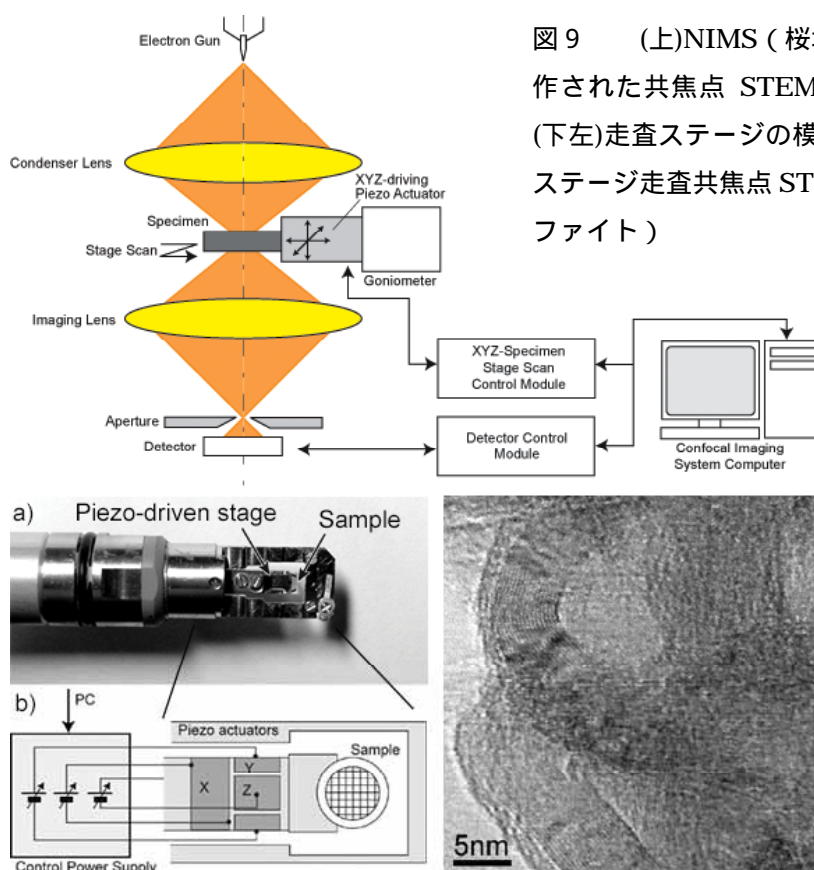 Electron Gun
図９ (上)NIMS（桜
作された共焦点 STEM
(下左)走査ステージの模
ステージ走査共焦点 ST
ファイト）
Condenser Lens
XYZ-driving
Piezo Actuator
Specimen
Stage Scan
Goniometer
Imaging Lens
XYZ-Specimen
Stage Scan
Control Module
Aperture
Detector
Detector Control
Module
Confocal Imaging
System Computer
a)
Piezo-driven stage
Sample
b)
PC
Piezo actuators
Sample
X
Y
Z
Control Power Supply
5nm